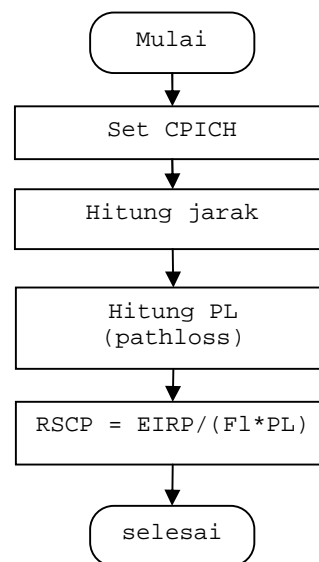 Mulai
Set CPICH
Hitung jarak
Hitung PL
(pathloss)
RSCP = EIRP/(Fl*PL)
selesai